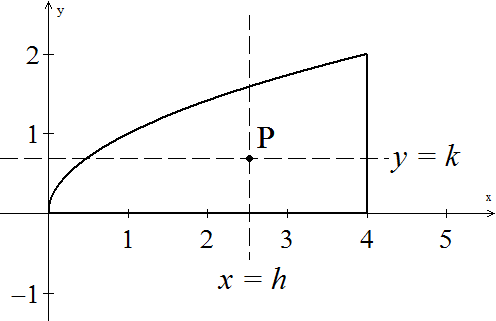 y
2
1
P
y = k
x
1 2 3 4 5
x = h
–1